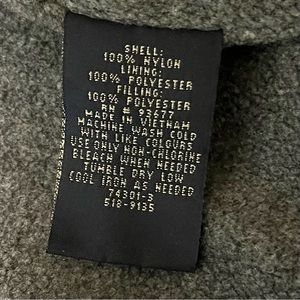 SHELL:
100% NYLON
LINING:
100% POLYESTER
FILLING:
100% POLYESTER
RN # 93677
MADE IN VIETNAM
MACHINE WASH COLD
WITH LIKE COLOURS
USE ONLY NON-CHLORINE
BLEACH WHEN NEEDED
TUMBLE DRY LOW
COOL IRON AS NEEDED
74301-3
518-9135